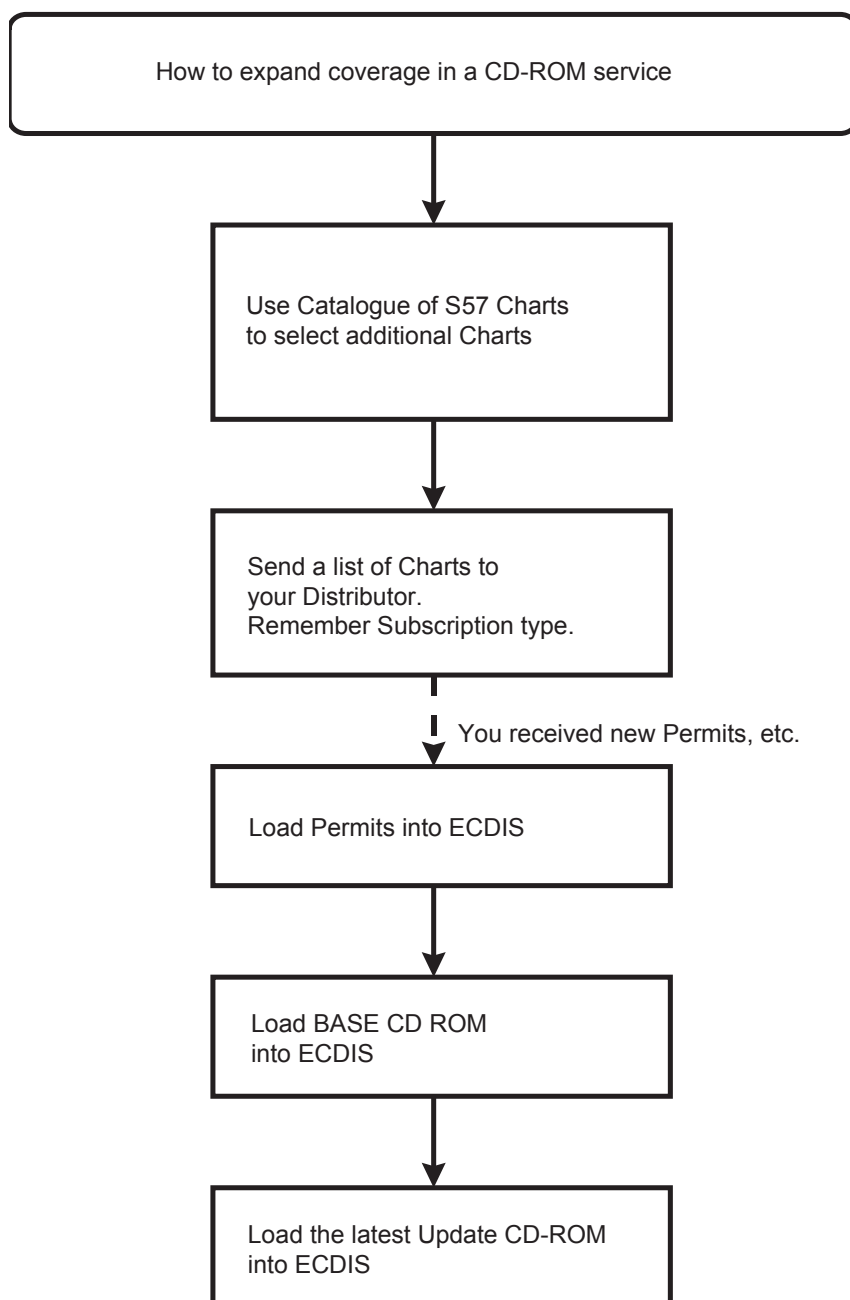 How to expand coverage in a CD-ROM service
Use Catalogue of S57 Charts
to select additional Charts
Send a list of Charts to
your Distributor.
Remember Subscription type.
You received new Permits, etc.
Load Permits into ECDIS
Load BASE CD ROM
into ECDIS
Load the latest Update CD-ROM
into ECDIS